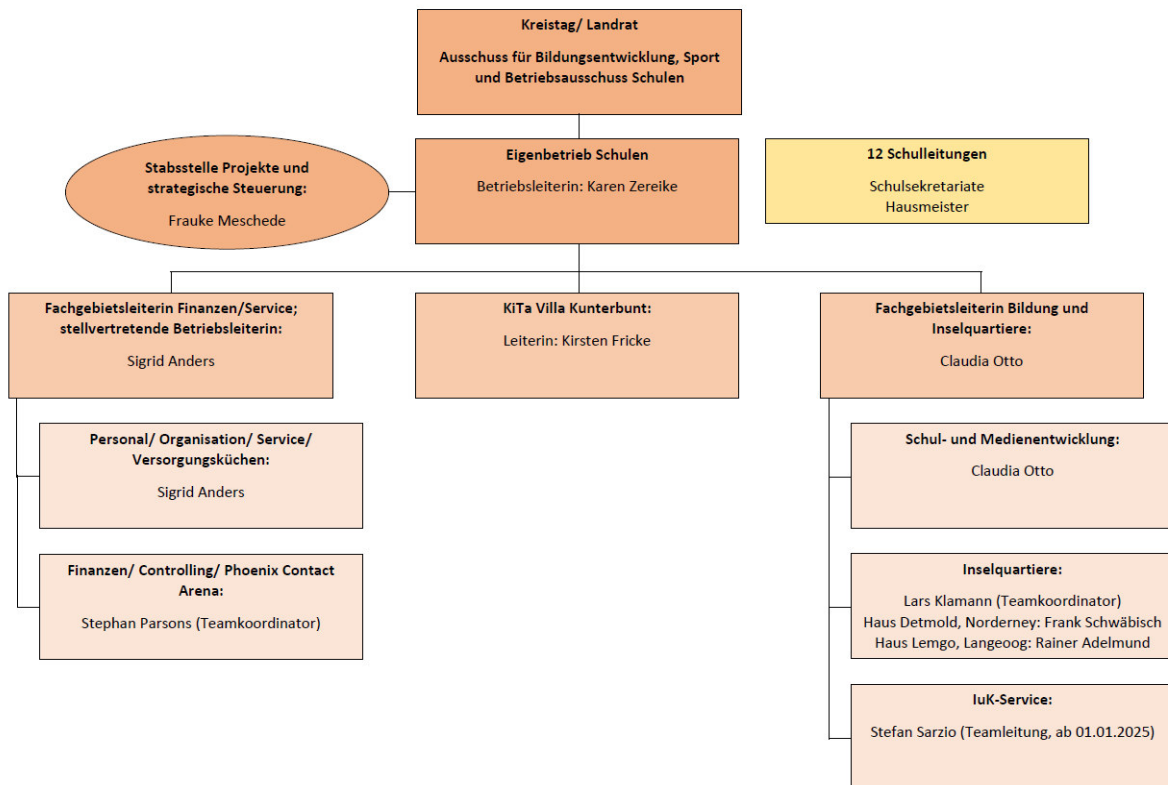 Kreistag/ Landrat
Ausschuss für Bildungsentwicklung, Sport
und Betriebsausschuss Schulen
Stabsstelle Projekte und
strategische Steuerung:
Frauke Meschede
Eigenbetrieb Schulen
Betriebsleiterin: Karen Zereike
12 Schulleitungen
Schulsekretariate
Hausmeister
Fachgebietsleiterin Finanzen/Service;
stellvertretende Betriebsleiterin:
Sigrid Anders
KiTa Villa Kunterbunt:
Leiterin: Kirsten Fricke
Fachgebietsleiterin Bildung und
Inselquartiere:
Claudia Otto
Personal/ Organisation/ Service/
Versorgungsküchen:
Sigrid Anders
Finanzen/ Controlling/ Phoenix Contact
Arena:
Stephan Parsons (Teamkoordinator)
Schul- und Medienentwicklung:
Claudia Otto
Inselquartiere:
Lars Klamann (Teamkoordinator)
Haus Detmold, Norderney: Frank Schwäbisch
Haus Lemgo, Langeoog: Rainer Adelmund
IuK-Service:
Stefan Sarzio (Teamleitung, ab 01.01.2025)